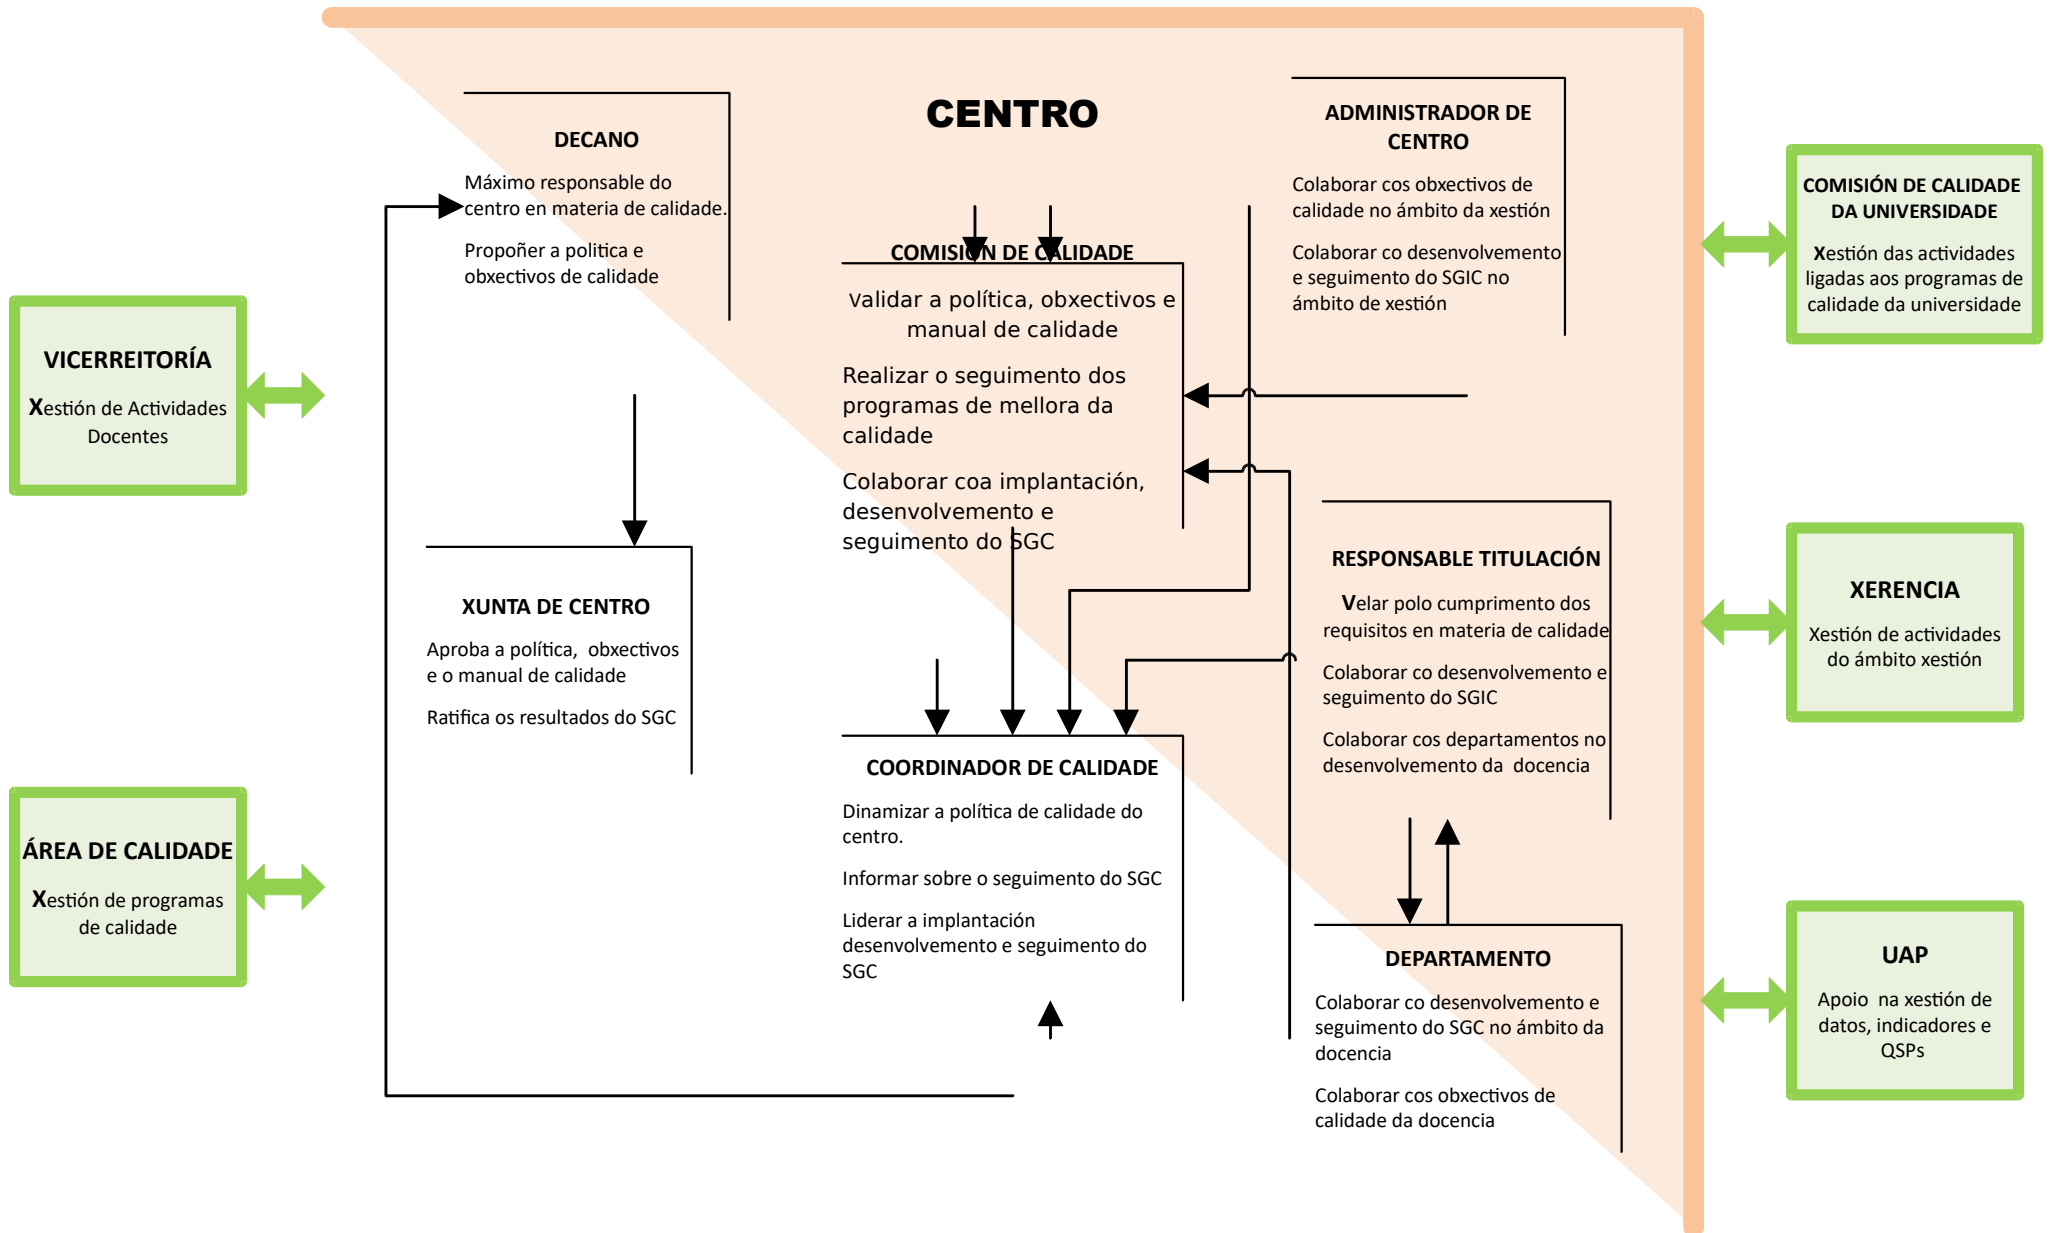 CENTRO
DECANO
Máximo responsable do
centro en materia de calidade.
Propoñer a politica e
obxectivos de calidade
ADMINISTRADOR DE
CENTRO
Colaborar cos obxectivos de
calidade no ámbito da xestión
Colaborar co desenvolvemento
e seguimento do SGIC no
ámbito de xestión
COMISIÓN DE CALIDADE
DA UNIVERSIDADE
Xestión das actividades
ligadas aos programas de
calidade da universidade
COMISIÓN DE CALIDADE
Validar a política, obxectivos e
manual de calidade
Realizar o seguimento dos
programas de mellora da
calidade
Colaborar coa implantación,
desenvolvemento e
seguimento do SGC
VICERREITORÍA
Xestión de Actividades
Docentes
XUNTA DE CENTRO
Aproba a política,  obxectivos
e o manual de calidade
Ratifica os resultados do SGC
RESPONSABLE TITULACIÓN
Velar polo cumprimento dos
requisitos en materia de calidade
Colaborar co desenvolvemento e
seguimento do SGIC
Colaborar cos departamentos no
desenvolvemento da  docencia
XERENCIA
Xestión de actividades
do ámbito xestión
ÁREA DE CALIDADE
Xestión de programas
de calidade
COORDINADOR DE CALIDADE
Dinamizar a política de calidade do
centro.
Informar sobre o seguimento do SGC
Liderar a implantación
desenvolvemento e seguimento do
SGC
DEPARTAMENTO
Colaborar co desenvolvemento e
seguimento do SGC no ámbito da
docencia
Colaborar cos obxectivos de
calidade da docencia
UAP
Apoio  na xestión de
datos, indicadores e
QSPs